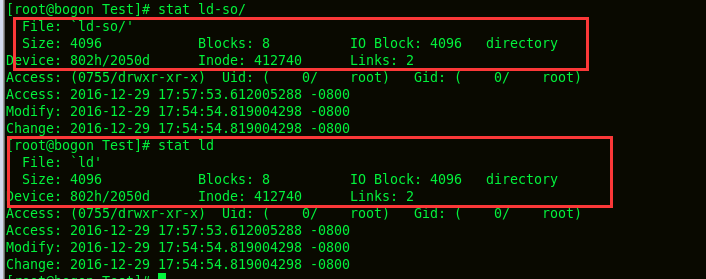 [root@bogon Test]# stat ld-so/
File: `ld-so/'
Size: 4096 Blocks: 8 IO Block: 4096 directory
Device: 802h/2050d Inode: 412740 Links: 2
Access: (0755/drwxr-xr-x) Uid: ( 0/ root) Gid: ( 0/ root)
Access: 2016-12-29 17:57:53.612005288 -0800
Modify: 2016-12-29 17:54:54.819004298 -0800
Change: 2016-12-29 17:54:54.819004298 -0800
[root@bogon Test]# stat ld
File: `ld'
Size: 4096 Blocks: 8 IO Block: 4096 directory
Device: 802h/2050d Inode: 412740 Links: 2
Access: (0755/drwxr-xr-x) Uid: ( 0/ root) Gid: ( 0/ root)
Access: 2016-12-29 17:57:53.612005288 -0800
Modify: 2016-12-29 17:54:54.819004298 -0800
Change: 2016-12-29 17:54:54.819004298 -0800